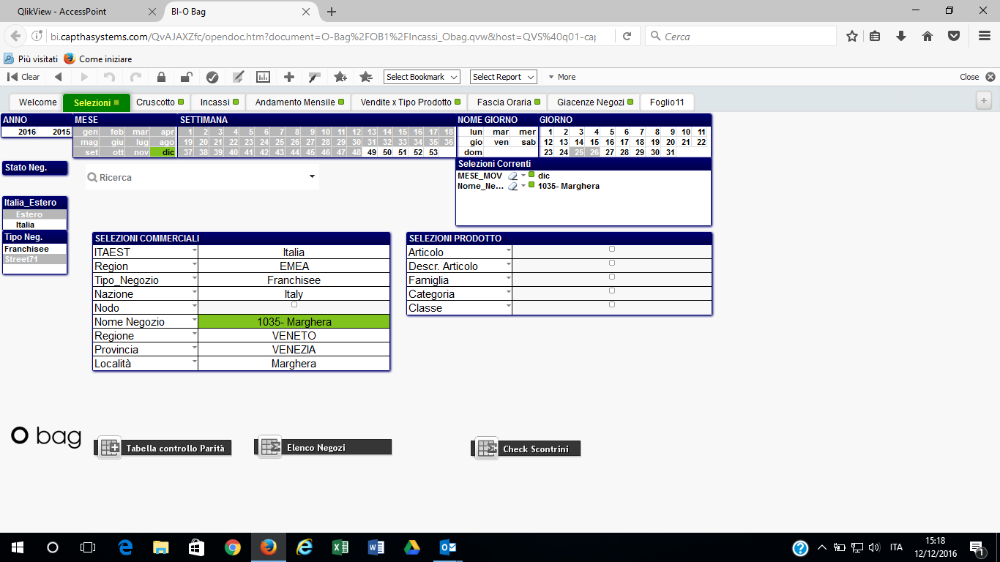 QlikView - AccessPoint
BI-O Bag
bi.capthasystems.com/QvAJAXZfc/opendoc.htm?document=O-Bag%2FOB1%2FIncassi_Obag.qvw&host=QVS%40q01-cap
Cerca
Più visitati
Come iniziare
Clear
Select Bookmark
Select Report
More
Close
Welcome
Selezioni
Cruscotto
Incassi
Andamento Mensile
Vendite x Tipo Prodotto
Fascia Oraria
Giacenze Negozi
Foglio11
ANNO
2016 2015
MESE
gen feb mar apr
mag giu lug ago
set ott nov dic
SETTIMANA
1 2 3 4 5 6 7 8 9 10 11 12 13 14 15 16 17 18
19 20 21 22 23 24 25 26 27 28 29 30 31 32 33 34 35 36
37 38 39 40 41 42 43 44 45 46 47 48 49 50 51 52 53
NOME GIORNO
lun mar mer
gio ven sab
dom
GIORNO
1 2 3 4 5 6 7 8 9 10 11
12 13 14 15 16 17 18 19 20 21 22
23 24 25 26 27 28 29 30 31
Stato Neg.
Ricerca
Selezioni Correnti
MESE_MOV dic
Nome_Ne... 1035- Marghera
Italia_Estero
Estero
Italia
Tipo Neg.
Franchisee
Street71
SELEZIONI COMMERCIALI
ITAEST Italia
Region EMEA
Tipo_Negozio Franchisee
Nazione Italy
Nodo
Nome Negozio 1035- Marghera
Regione VENETO
Provincia VENEZIA
Località Marghera
SELEZIONI PRODOTTO
Articolo
Descr. Articolo
Famiglia
Categoria
Classe
O bag
Tabella controllo Parità
Elenco Negozi
Check Scontrini
ITA
15:18
12/12/2016
1